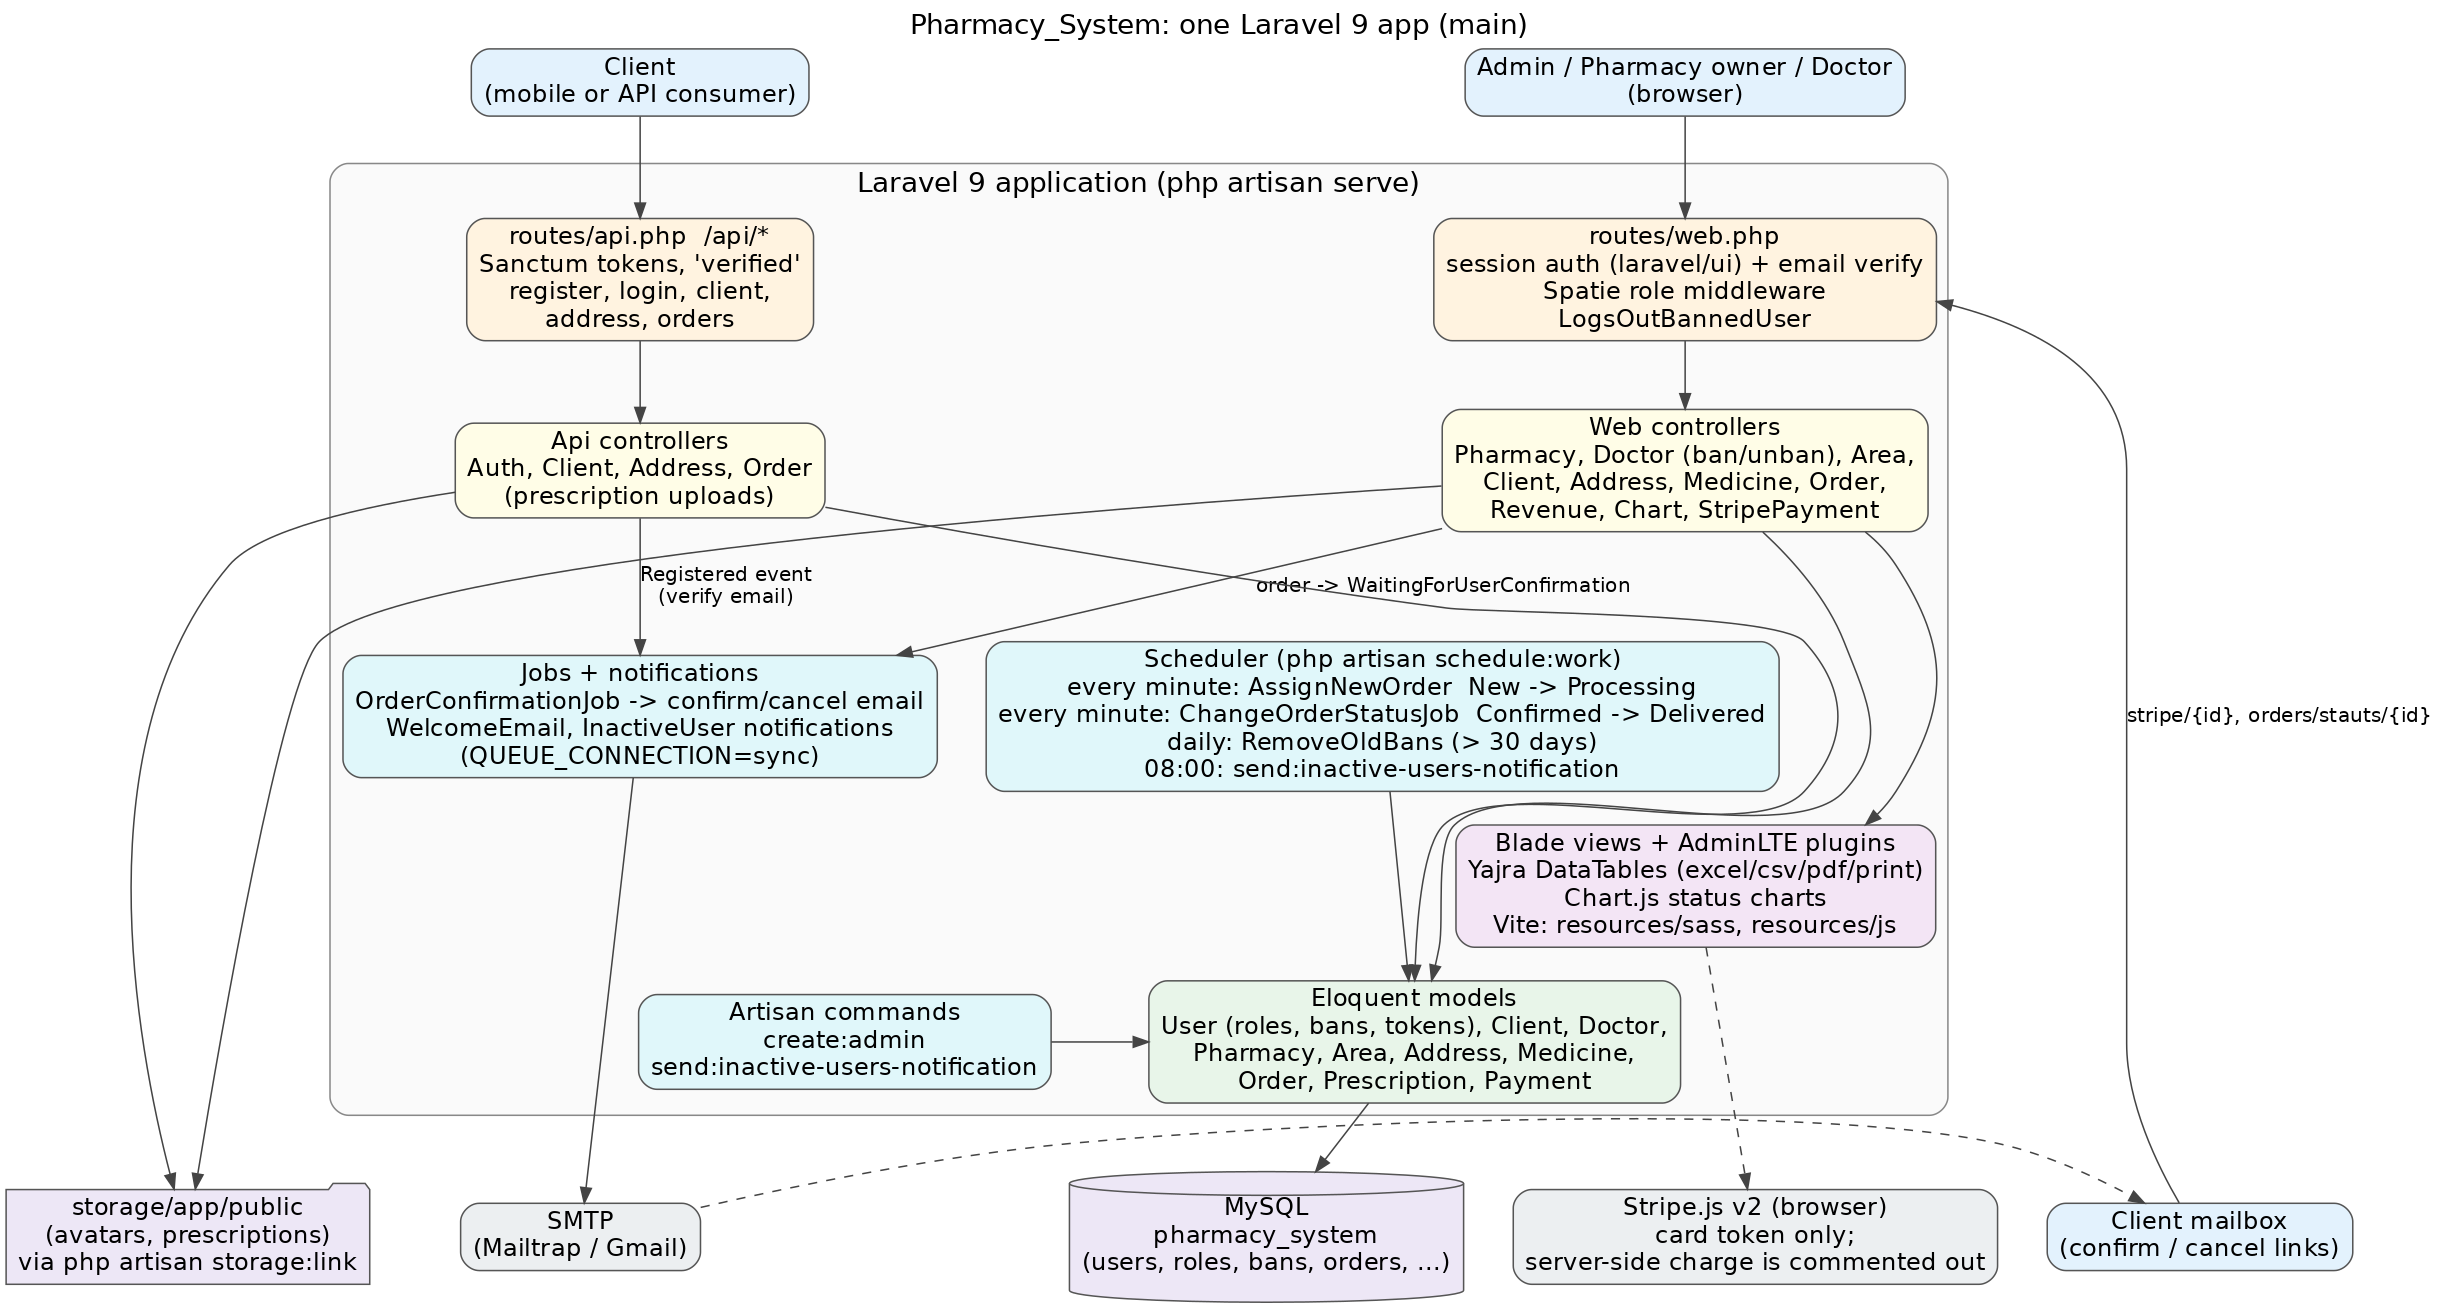 Pharmacy_System: one Laravel 9 app (main)
Client
(mobile or API consumer)
Admin / Pharmacy owner / Doctor
(browser)
Laravel 9 application (php artisan serve)
routes/api.php  /api/*
Sanctum tokens, 'verified'
register, login, client,
address, orders
routes/web.php
session auth (laravel/ui) + email verify
Spatie role middleware
LogsOutBannedUser
Api controllers
Auth, Client, Address, Order
(prescription uploads)
Web controllers
Pharmacy, Doctor (ban/unban), Area,
Client, Address, Medicine, Order,
Revenue, Chart, StripePayment
Registered event
(verify email)
order -> WaitingForUserConfirmation
Jobs + notifications
OrderConfirmationJob -> confirm/cancel email
WelcomeEmail, InactiveUser notifications
(QUEUE_CONNECTION=sync)
Scheduler (php artisan schedule:work)
every minute: AssignNewOrder  New -> Processing
every minute: ChangeOrderStatusJob  Confirmed -> Delivered
daily: RemoveOldBans (> 30 days)
08:00: send:inactive-users-notification
stripe/{id}, orders/stauts/{id}
Blade views + AdminLTE plugins
Yajra DataTables (excel/csv/pdf/print)
Chart.js status charts
Vite: resources/sass, resources/js
Artisan commands
create:admin
send:inactive-users-notification
Eloquent models
User (roles, bans, tokens), Client, Doctor,
Pharmacy, Area, Address, Medicine,
Order, Prescription, Payment
storage/app/public
(avatars, prescriptions)
via php artisan storage:link
SMTP
(Mailtrap / Gmail)
MySQL
pharmacy_system
(users, roles, bans, orders, ...)
Stripe.js v2 (browser)
card token only;
server-side charge is commented out
Client mailbox
(confirm / cancel links)